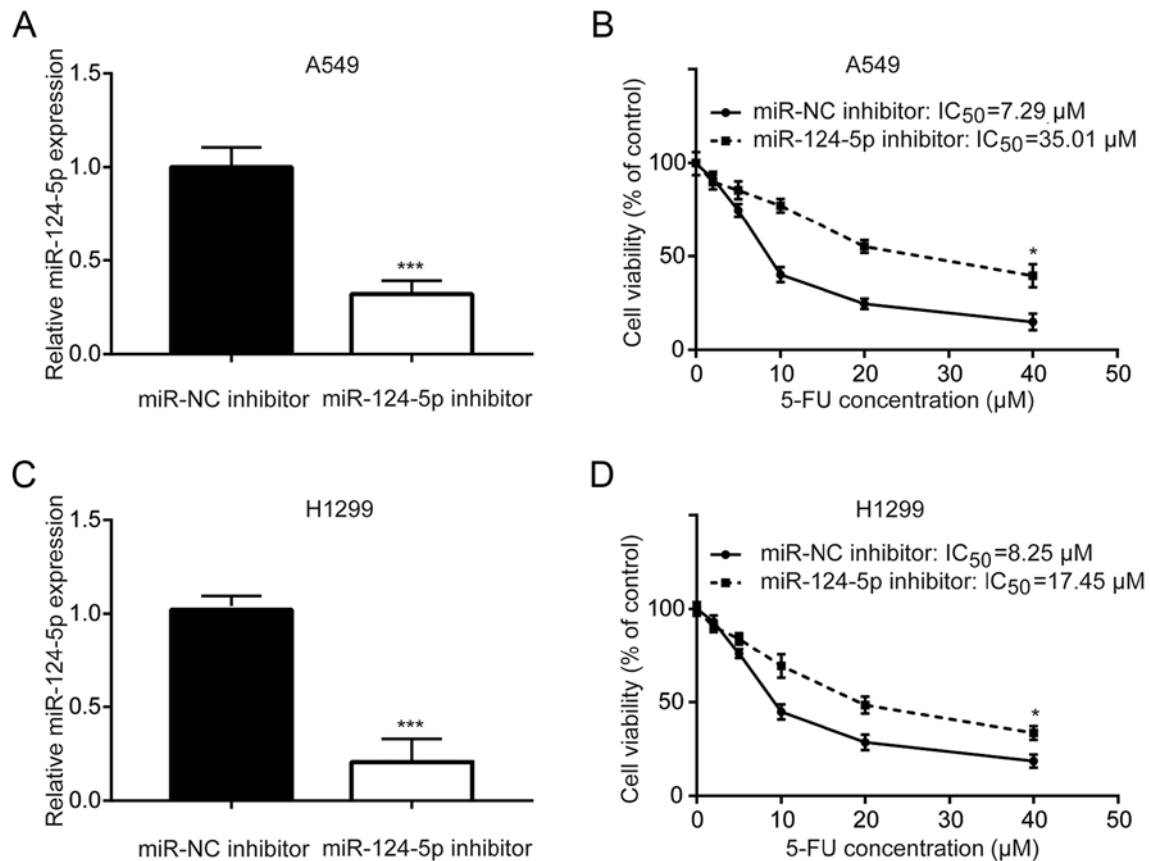 A
A549
Relative miR-124-5p expression
1.5
1.0
0.5
0.0
***
miR-NC inhibitor miR-124-5p inhibitor
B
A549
miR-NC inhibitor: IC50=7.29 µM
miR-124-5p inhibitor: IC50=35.01 µM
Cell viability (% of control)
100
50
0
*
0 10 20 30 40 50
5-FU concentration (µM)
C
H1299
Relative miR-124-5p expression
1.5
1.0
0.5
0.0
***
miR-NC inhibitor miR-124-5p inhibitor
D
H1299
miR-NC inhibitor: IC50=8.25 µM
miR-124-5p inhibitor: IC50=17.45 µM
Cell viability (% of control)
100
50
0
*
0 10 20 30 40 50
5-FU concentration (µM)